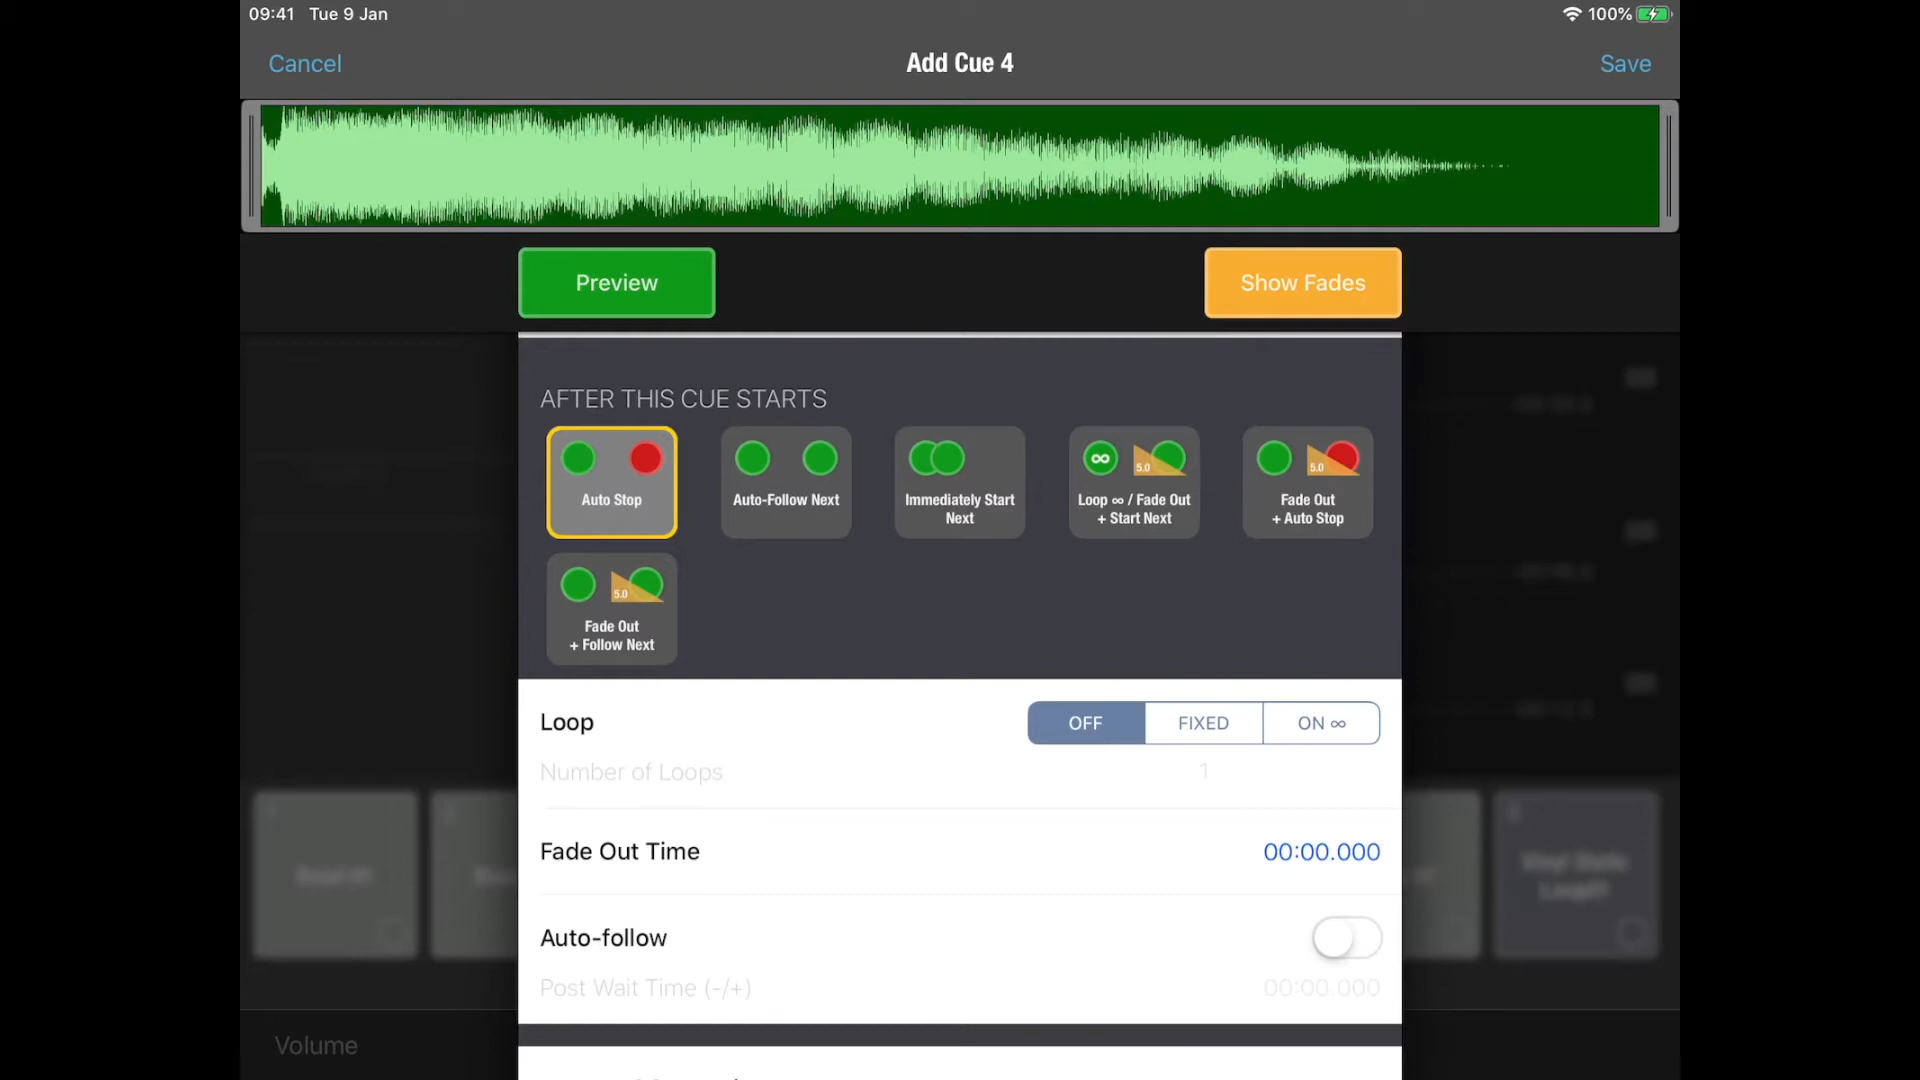 09:41 Tue 9 Jan 100%
Cancel Add Cue 4 Save
Preview Show Fades
AFTER THIS CUE STARTS
Auto Stop
Auto-Follow Next
Immediately Start
Next
∞ 5.0
Loop ∞ / Fade Out
+ Start Next
5.0
Fade Out
+ Auto Stop
5.0
Fade Out
+ Follow Next
Loop OFF FIXED ON ∞
Number of Loops 1
Fade Out Time 00:00.000
Auto-follow
Post Wait Time (-/+) 00:00.000
Vinyl Static
Loop!!
Volume